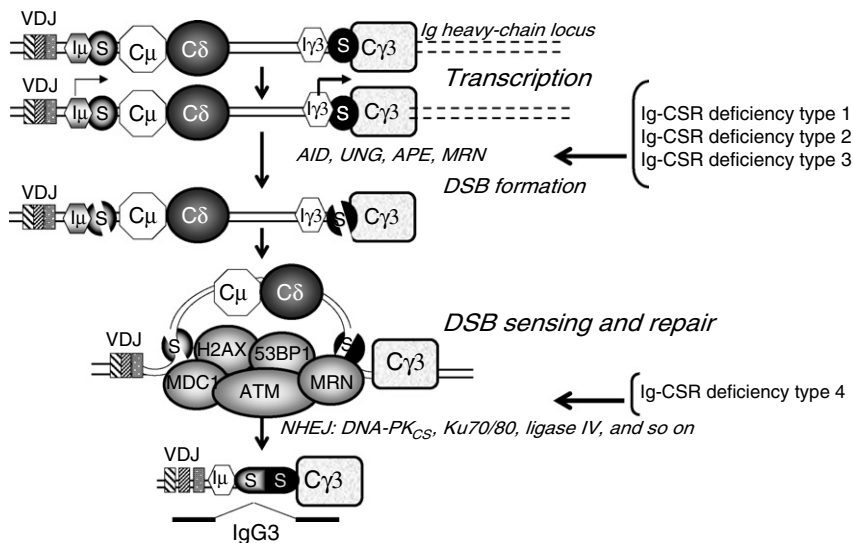 VDJ
Iμ S Cμ Cδ Iγ3 S Cγ3 Ig heavy-chain locus
Transcription
VDJ
Iμ S Cμ Cδ Iγ3 S Cγ3
Ig-CSR deficiency type 1
Ig-CSR deficiency type 2
Ig-CSR deficiency type 3
AID, UNG, APE, MRN
DSB formation
VDJ
Iμ S Cμ Cδ Iγ3 S Cγ3
Cμ Cδ
DSB sensing and repair
VDJ
S H2AX 53BP1 S Cγ3
MDC1 ATM MRN
Ig-CSR deficiency type 4
NHEJ: DNA-PKCS, Ku70/80, ligase IV, and so on
VDJ
Iμ S S Cγ3
IgG3